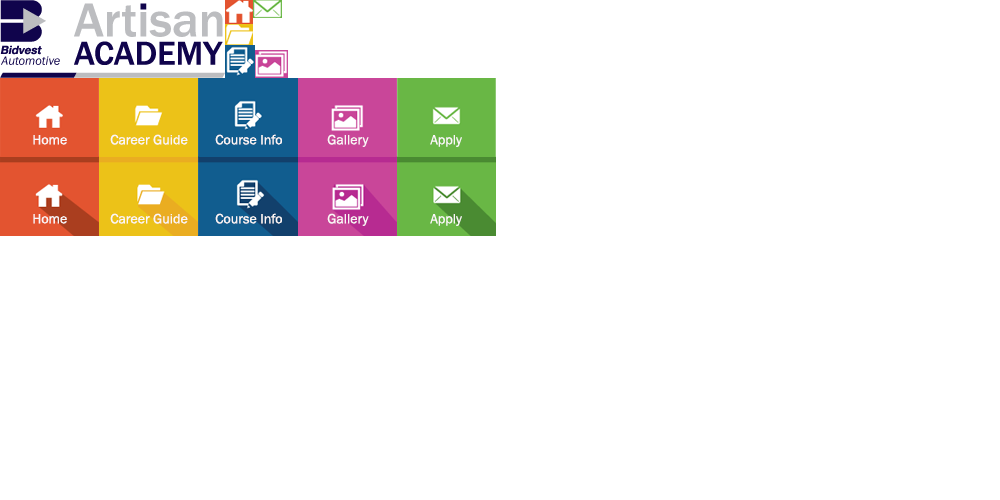 Artisan
ACADEMY
Bidvest
Automotive
Home Career Guide Course Info Gallery Apply
Home Career Guide Course Info Gallery Apply